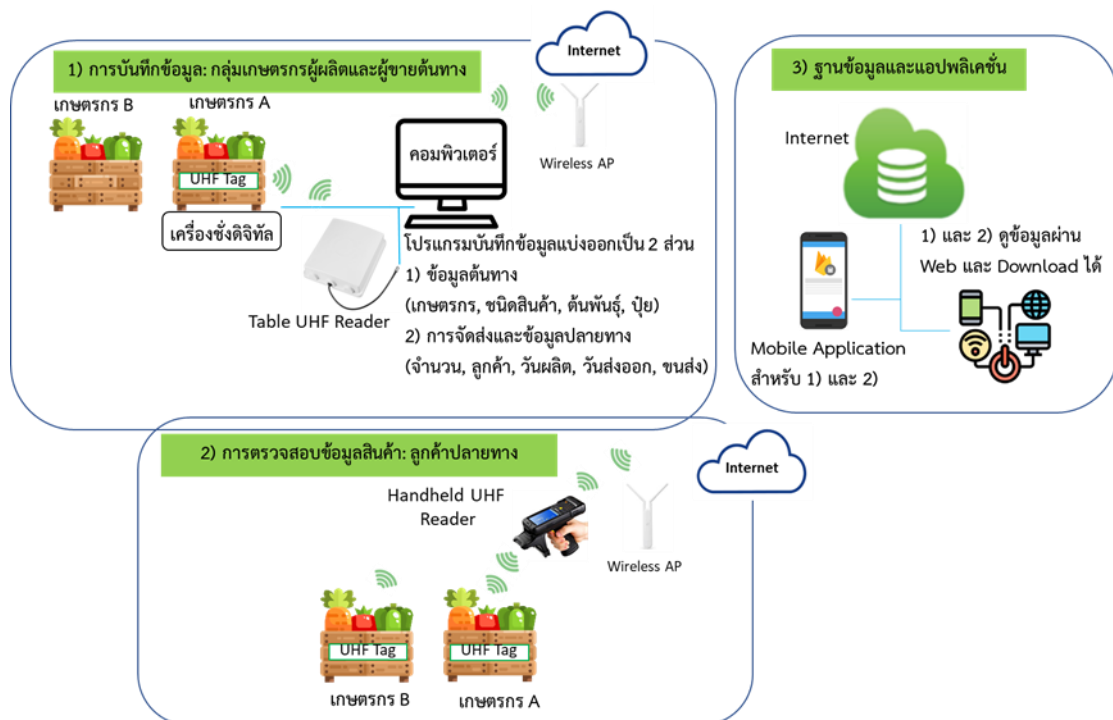 Internet
1) การบันทึกข้อมูล: กลุ่มเกษตรกรผู้ผลิตและผู้ขายต้นทาง
เกษตรกร B
เกษตรกร A
UHF Tag
เครื่องชั่งดิจิทัล
คอมพิวเตอร์
Wireless AP
Table UHF Reader
โปรแกรมบันทึกข้อมูลแบ่งออกเป็น 2 ส่วน
1) ข้อมูลต้นทาง
(เกษตรกร, ชนิดสินค้า, ต้นพันธุ์, ปุ๋ย)
2) การจัดส่งและข้อมูลปลายทาง
(จำนวน, ลูกค้า, วันผลิต, วันส่งออก, ขนส่ง)
3) ฐานข้อมูลและแอปพลิเคชั่น
Internet
1) และ 2) ดูข้อมูลผ่าน
Web และ Download ได้
Mobile Application
สำหรับ 1) และ 2)
2) การตรวจสอบข้อมูลสินค้า: ลูกค้าปลายทาง
Internet
Handheld UHF
Reader
Wireless AP
UHF Tag
UHF Tag
เกษตรกร B
เกษตรกร A